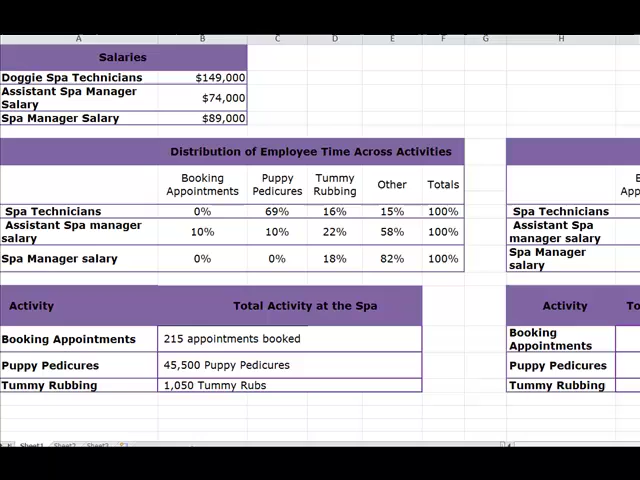 A B C D E F G H
Salaries
Doggie Spa Technicians $149,000
Assistant Spa Manager
Salary $74,000
Spa Manager Salary $89,000
Distribution of Employee Time Across Activities
Booking
Appointments
Puppy
Pedicures
Tummy
Rubbing
Other
Totals
Spa Technicians 0% 69% 16% 15% 100%
Assistant Spa manager
salary 10% 10% 22% 58% 100%
Spa Manager salary 0% 0% 18% 82% 100%
Spa Technicians
Assistant Spa
manager salary
Spa Manager
salary
Activity Total Activity at the Spa
Booking Appointments 215 appointments booked
Puppy Pedicures 45,500 Puppy Pedicures
Tummy Rubbing 1,050 Tummy Rubs
Activity
Booking
Appointments
Puppy Pedicures
Tummy Rubbing
Sheet1 Sheet2 Sheet3